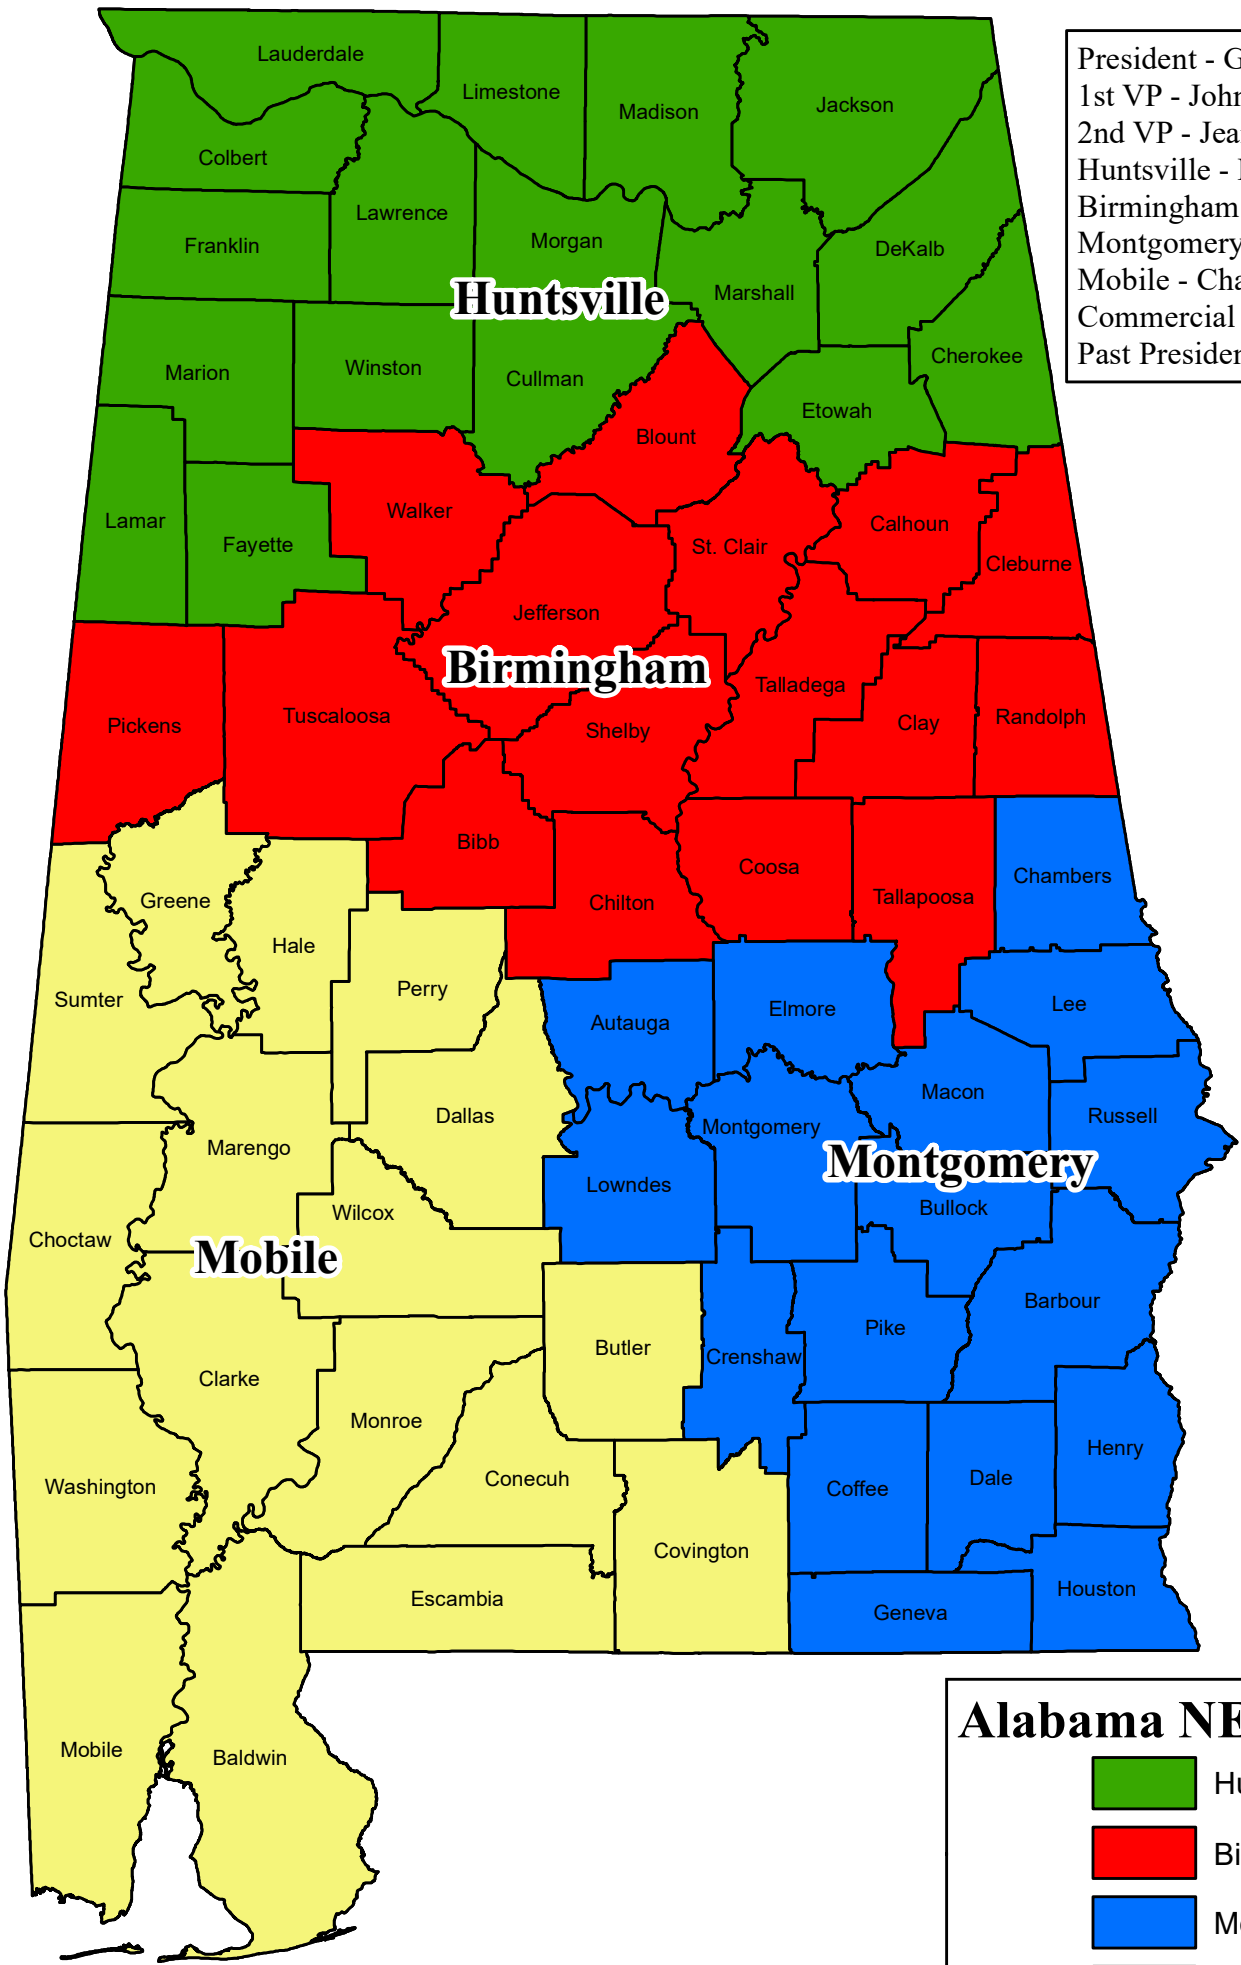 Lauderdale
Limestone
Madison
Jackson
President - G
1st VP - John
2nd VP - Jea
Huntsville -
Birmingham
Montgomery
Mobile - Cha
Commercial
Past Presiden
Colbert
Lawrence
Franklin
Morgan
DeKalb
Marshall
Huntsville
Marion
Winston
Cullman
Cherokee
Etowah
Blount
Lamar
Walker
Fayette
St. Clair
Calhoun
Cleburne
Jefferson
Birmingham
Talladega
Pickens
Tuscaloosa
Shelby
Clay
Randolph
Bibb
Coosa
Chambers
Greene
Chilton
Tallapoosa
Hale
Sumter
Perry
Autauga
Elmore
Lee
Dallas
Macon
Russell
Marengo
Montgomery
Montgomery
Lowndes
Bullock
Choctaw
Wilcox
Mobile
Barbour
Butler
Pike
Crenshaw
Clarke
Monroe
Henry
Washington
Conecuh
Coffee
Dale
Covington
Escambia
Geneva
Houston
Mobile
Baldwin
Alabama NE
Hu
Bi
Mo